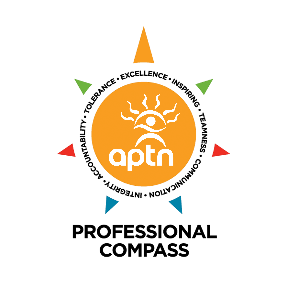 • EXCELLENCE • INSPIRING • TEAMNESS • COMMUNICATION • INTEGRITY • ACCOUNTABILITY • TOLERANCE
aptn
PROFESSIONAL
COMPASS